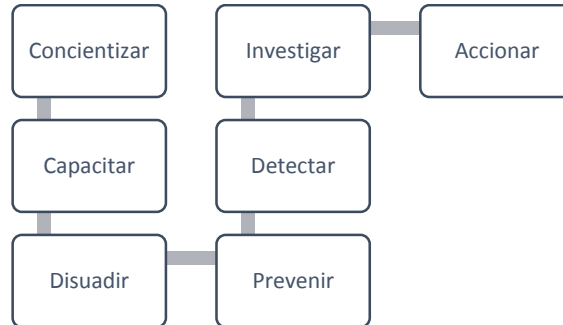 Concientizar
Capacitar
Disuadir
Prevenir
Detectar
Investigar
Accionar